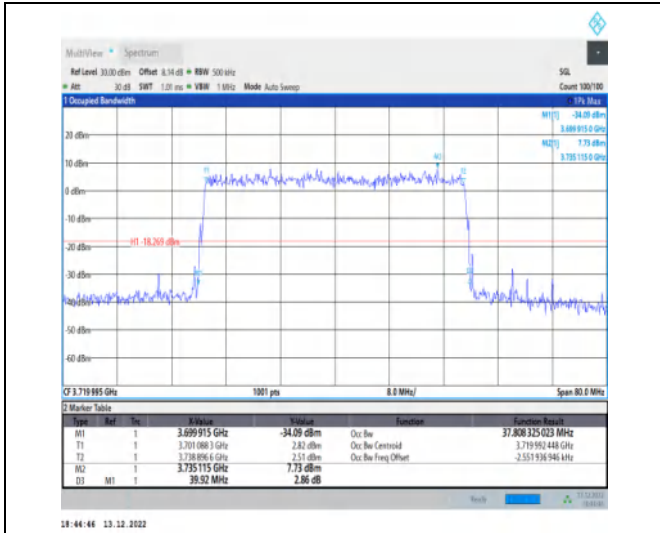 MultiView Spectrum
Ref Level 30.00 dBm Offset 8.14 dB RBW 500 kHz SGL
Att 30 dB SWT 1.01 ms VBW 1 MHz Mode Auto Sweep Count 100/100
1 Occupied Bandwidth 1Pk Max
M1[1] -34.09 dBm
3.699 915 0 GHz
M2[1] 7.73 dBm
3.735 115 0 GHz
20 dBm
10 dBm
M2
T1 T2
0 dBm
-10 dBm
H1 -18.269 dBm
-20 dBm
-30 dBm
-40 dBm
-50 dBm
-60 dBm
CF 3.719 995 GHz 1001 pts 8.0 MHz/ Span 80.0 MHz
2 Marker Table
Type Ref Trc X-Value Y-Value Function Function Result
M1 1 3.699 915 GHz -34.09 dBm Occ Bw 37.808 325 023 MHz
T1 1 3.701 088 3 GHz 2.82 dBm Occ Bw Centroid 3.719 992 448 GHz
T2 1 3.738 896 6 GHz 2.51 dBm Occ Bw Freq Offset -2.551 936 946 kHz
M2 1 3.735 115 GHz 7.73 dBm
D3 M1 1 39.92 MHz 2.86 dB
Ready
18:44:46 13.12.2022